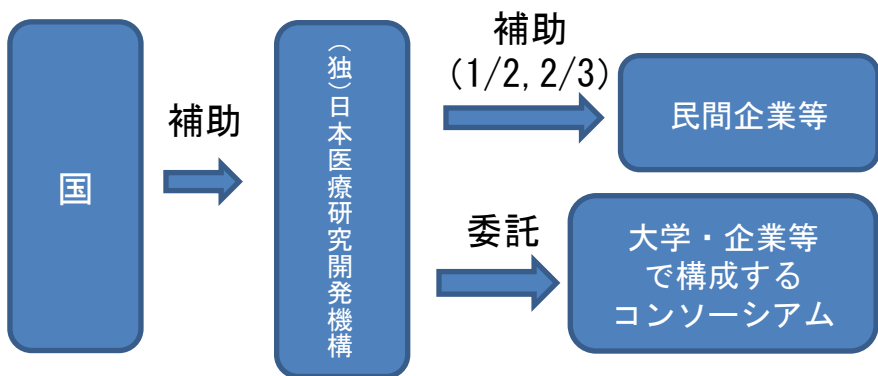 国
補助
（独）日本医療研究開発機構
補助
(1/2, 2/3)
民間企業等
委託
大学・企業等
で構成する
コンソーシアム